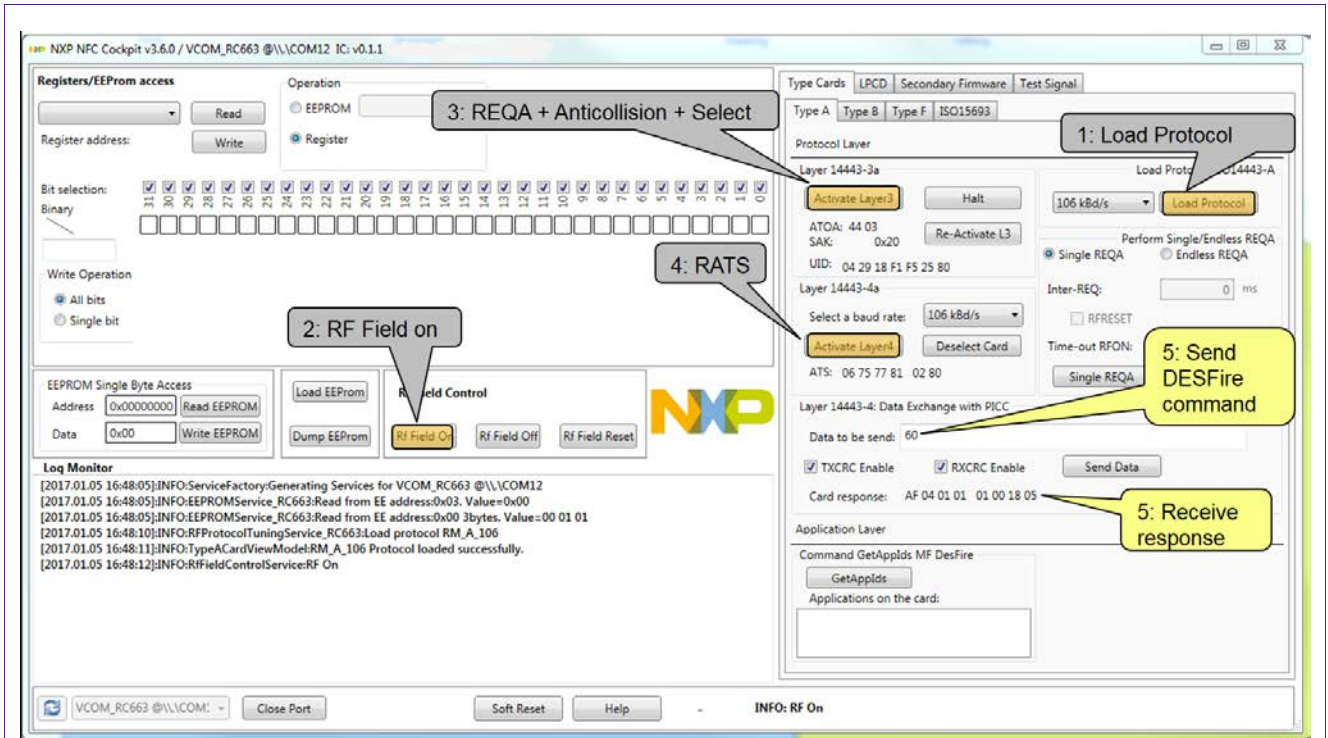 NXP NFC Cockpit v3.6.0 / VCOM_RC663 @\\.\COM12 IC: v0.1.1
Registers/EEProm access
Operation
Read
EEPROM
Register address:
Write
Register
Bit selection:
31 30 29 28 27 26 25 24 23 22 21 20 19 18 17 16 15 14 13 12 11 10 9 8 7 6 5 4 3 2 1 0
Binary
Write Operation
All bits
Single bit
3: REQA + Anticollision + Select
4: RATS
2: RF Field on
EEPROM Single Byte Access
Address 0x00000000 Read EEPROM
Data 0x00 Write EEPROM
Load EEProm
Dump EEProm
Field Control
Rf Field On
Rf Field Off
Rf Field Reset
NXP
Log Monitor
[2017.01.05 16:48:05]:INFO:ServiceFactory:Generating Services for VCOM_RC663 @\\.\COM12
[2017.01.05 16:48:05]:INFO:EEPROMService_RC663:Read from EE address:0x03. Value=0x00
[2017.01.05 16:48:05]:INFO:EEPROMService_RC663:Read from EE address:0x00 3bytes. Value=00 01 01
[2017.01.05 16:48:10]:INFO:RFProtocolTuningService_RC663:Load protocol RM_A_106
[2017.01.05 16:48:11]:INFO:TypeACardViewModel:RM_A_106 Protocol loaded successfully.
[2017.01.05 16:48:12]:INFO:RfFieldControlService:RF On
Type Cards LPCD Secondary Firmware Test Signal
Type A Type B Type F ISO15693
1: Load Protocol
Protocol Layer
Layer 14443-3a
Load 14443-A
Activate Layer3
Halt
106 kBd/s
Load Protocol
ATQA: 44 03
SAK: 0x20
Re-Activate L3
UID: 04 29 18 F1 F5 25 80
Perform Single/Endless REQA
Single REQA
Endless REQA
Layer 14443-4a
Inter-REQ: 0 ms
Select a baud rate: 106 kBd/s
RFRESET
Activate Layer4
Deselect Card
Time-out RFON:
ATS: 06 75 77 81 02 80
Single REQA
5: Send
DESFire
command
Layer 14443-4: Data Exchange with PICC
Data to be send: 60
TXCRC Enable
RXCRC Enable
Send Data
Card response: AF 04 01 01 01 00 18 05
5: Receive
response
Application Layer
Command GetAppIds MF DesFire
GetAppIds
Applications on the card:
VCOM_RC663 @\\.\COM:
Close Port
Soft Reset
Help
-
INFO: RF On